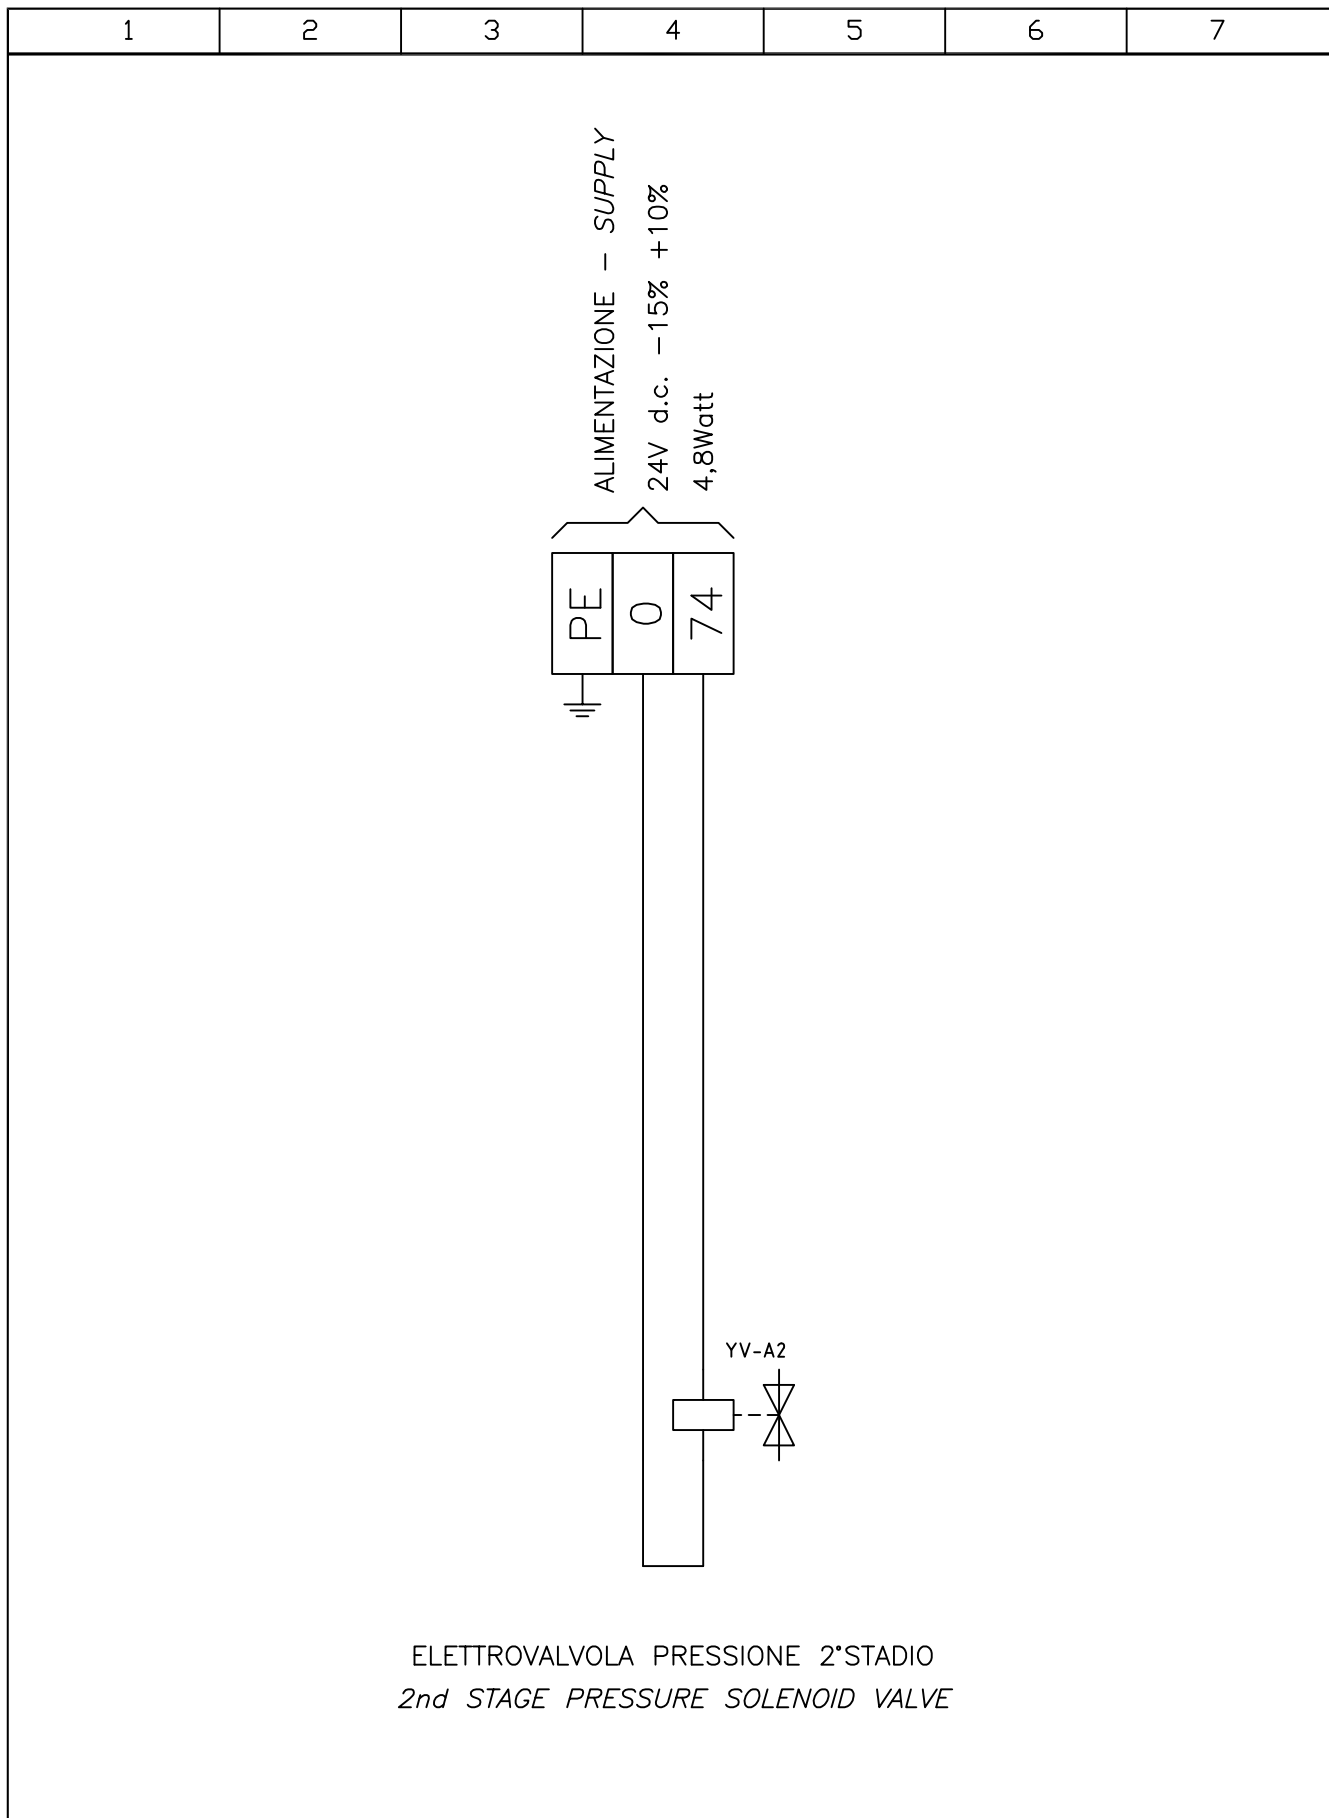 1 2 3 4 5 6 7
ALIMENTAZIONE - SUPPLY
24V d.c. -15% +10%
4,8Watt
PE
0
74
YV-A2
ELETTROVALVOLA PRESSIONE 2°STADIO
2nd STAGE PRESSURE SOLENOID VALVE